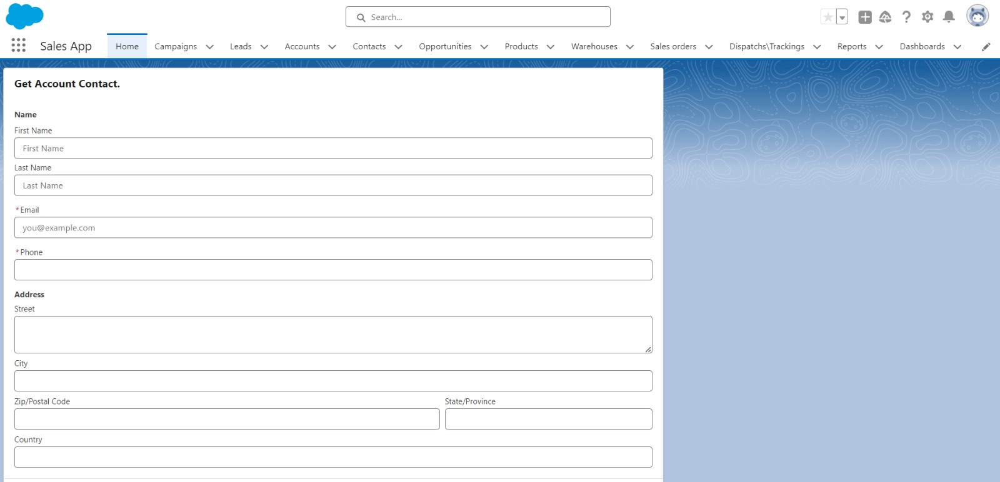 Search...
Sales App
Home
Campaigns
Leads
Accounts
Contacts
Opportunities
Products
Warehouses
Sales orders
Dispatchs\Trackings
Reports
Dashboards
Get Account Contact.
Name
First Name
First Name
Last Name
Last Name
*Email
you@example.com
*Phone
Address
Street
City
Zip/Postal Code
State/Province
Country